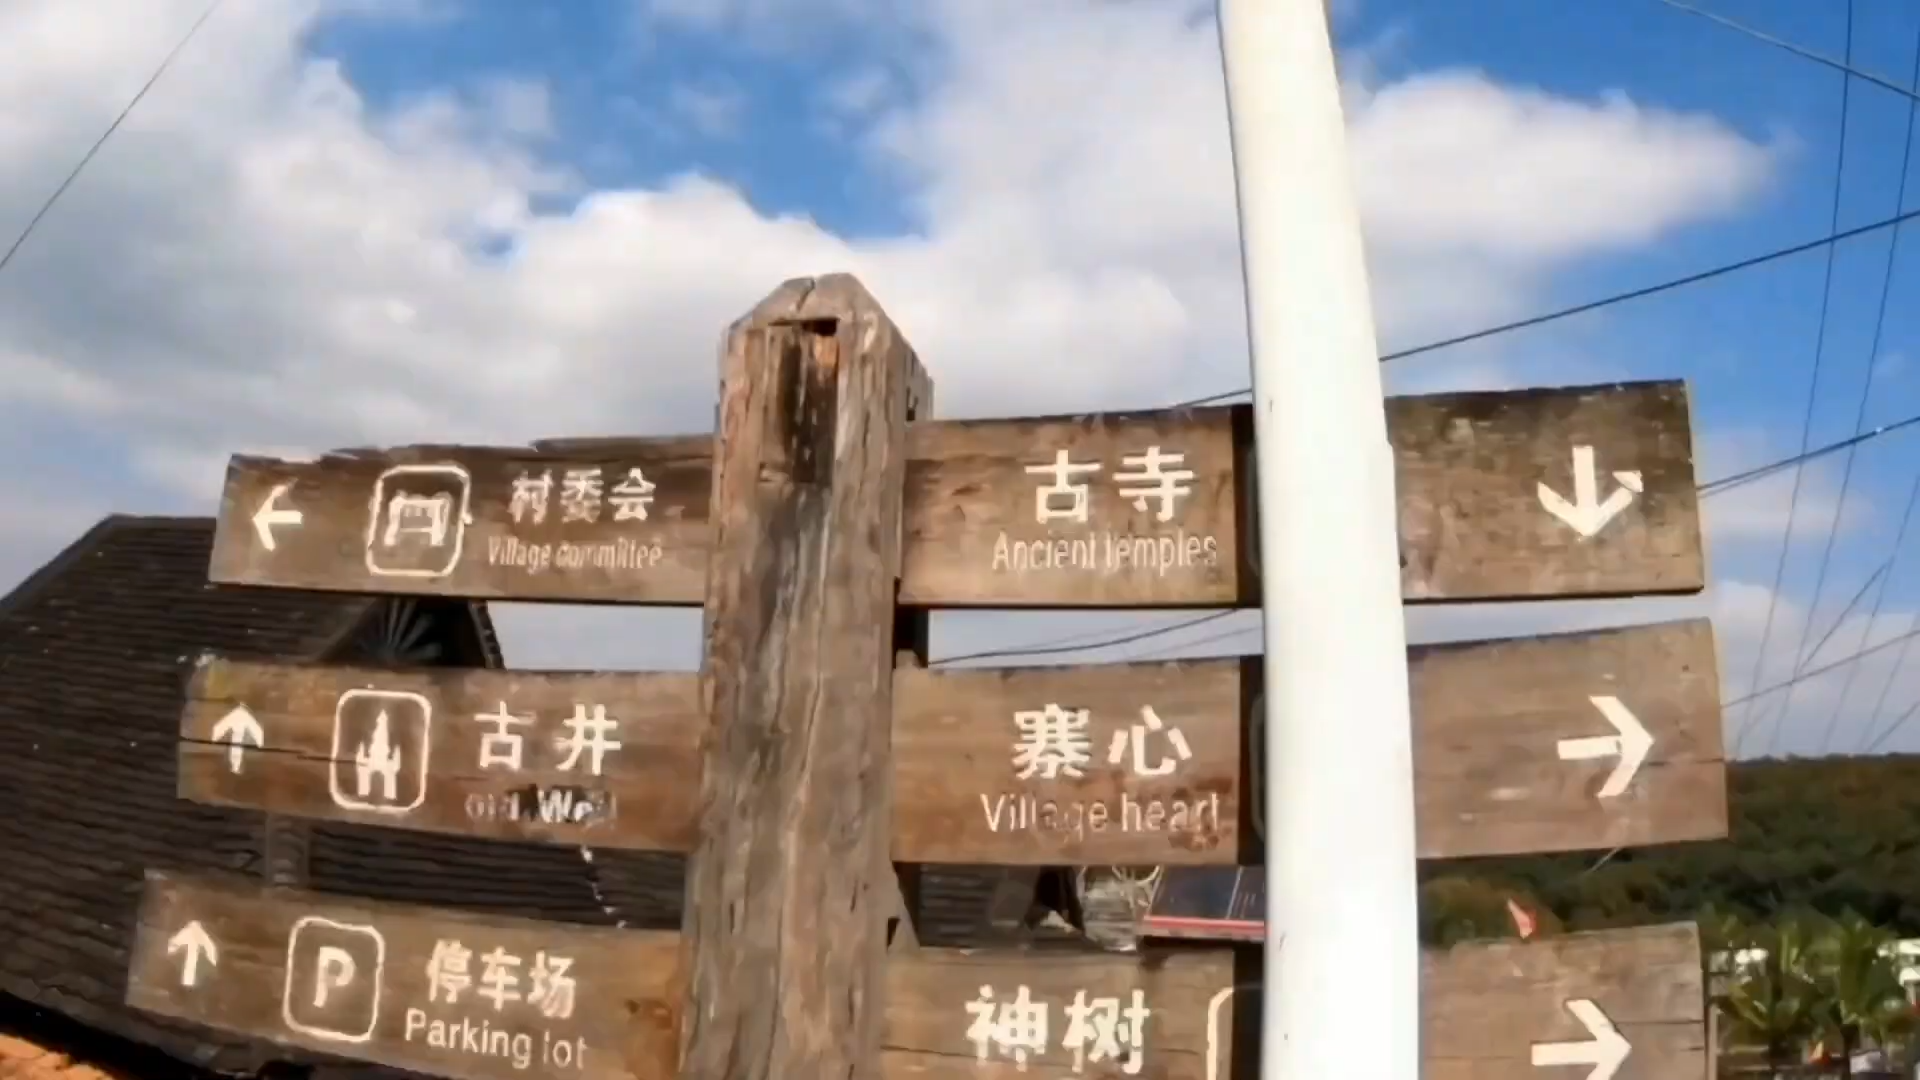 村委会
Village committee
古井
old Well
P
停车场
Parking lot
古寺
Ancient temples
寨心
Village heart
神树